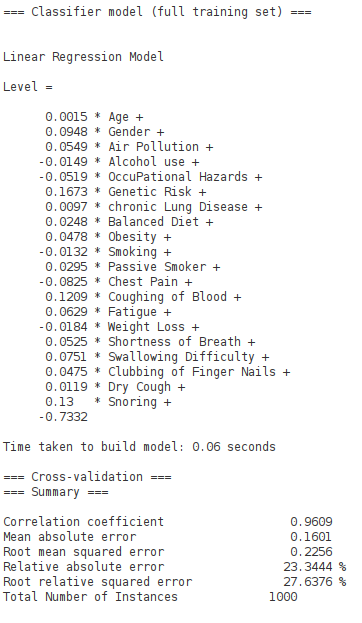 === Classifier model (full training set) ===
Linear Regression Model
Level =
0.0015 * Age +
0.0948 * Gender +
0.0549 * Air Pollution +
-0.0149 * Alcohol use +
-0.0519 * OccuPational Hazards +
0.1673 * Genetic Risk +
0.0097 * chronic Lung Disease +
0.0248 * Balanced Diet +
0.0478 * Obesity +
-0.0132 * Smoking +
0.0295 * Passive Smoker +
-0.0825 * Chest Pain +
0.1209 * Coughing of Blood +
0.0629 * Fatigue +
-0.0184 * Weight Loss +
0.0525 * Shortness of Breath +
0.0751 * Swallowing Difficulty +
0.0475 * Clubbing of Finger Nails +
0.0119 * Dry Cough +
0.13   * Snoring +
-0.7332
Time taken to build model: 0.06 seconds
=== Cross-validation ===
=== Summary ===
Correlation coefficient 0.9609
Mean absolute error 0.1601
Root mean squared error 0.2256
Relative absolute error 23.3444 %
Root relative squared error 27.6376 %
Total Number of Instances 1000